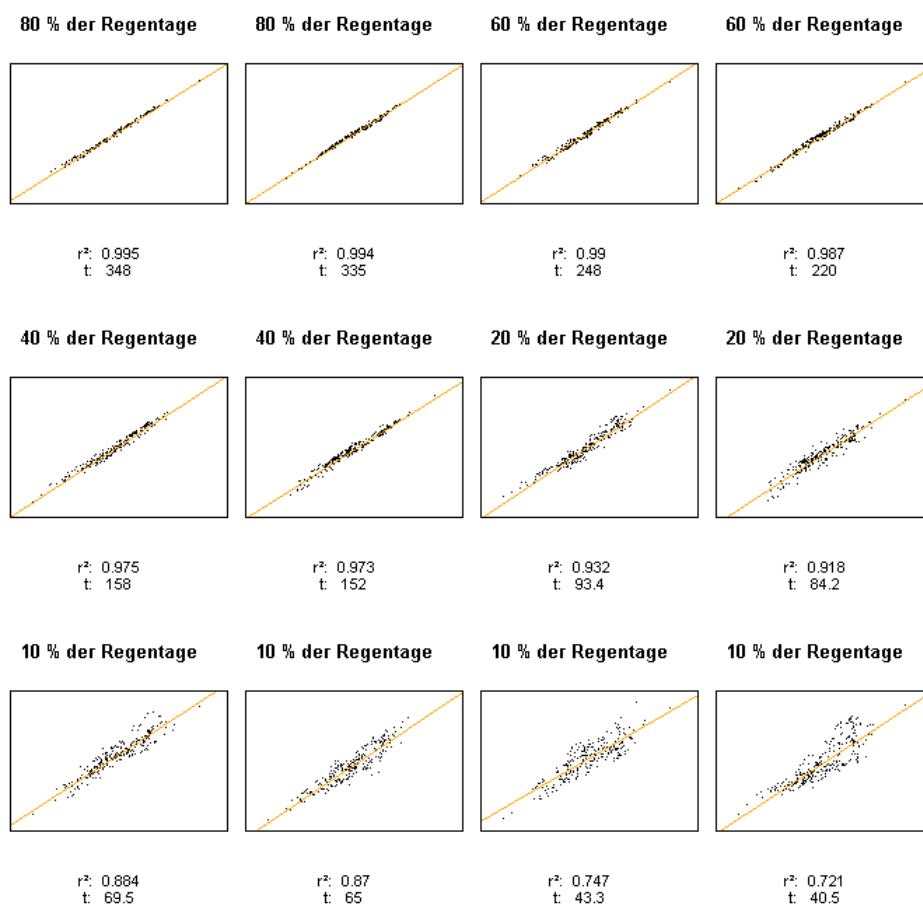 80 % der Regentage
80 % der Regentage
60 % der Regentage
60 % der Regentage
r²: 0.995
t: 348
r²: 0.994
t: 335
r²: 0.99
t: 248
r²: 0.987
t: 220
40 % der Regentage
40 % der Regentage
20 % der Regentage
20 % der Regentage
r²: 0.975
t: 158
r²: 0.973
t: 152
r²: 0.932
t: 93.4
r²: 0.918
t: 84.2
10 % der Regentage
10 % der Regentage
10 % der Regentage
10 % der Regentage
r²: 0.884
t: 69.5
r²: 0.87
t: 65
r²: 0.747
t: 43.3
r²: 0.721
t: 40.5